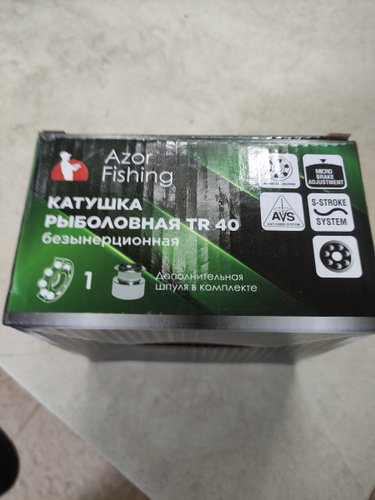 Azor
Fishing
КАТУШКА
РЫБОЛОВНАЯ TR 40
безынерционная
1
Дополнительная
шпуля в комплекте
MICRO
BRAKE
ADJUSTMENT
AVS
S-STROKE
SYSTEM